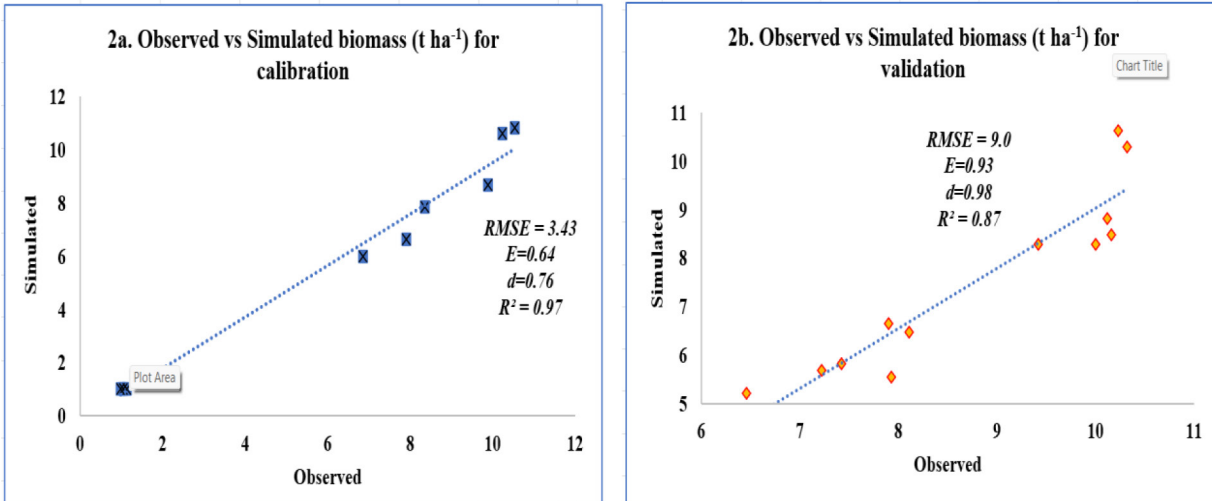 2a. Observed vs Simulated biomass (t ha⁻¹) for
calibration
12
10
8
6
4
2
0
Simulated
RMSE = 3.43
E=0.64
d=0.76
R² = 0.97
Plot Area
0 2 4 6 8 10 12
Observed
2b. Observed vs Simulated biomass (t ha⁻¹) for
validation
Chart Title
11
10
9
8
7
6
5
Simulated
RMSE = 9.0
E=0.93
d=0.98
R² = 0.87
6 7 8 9 10 11
Observed